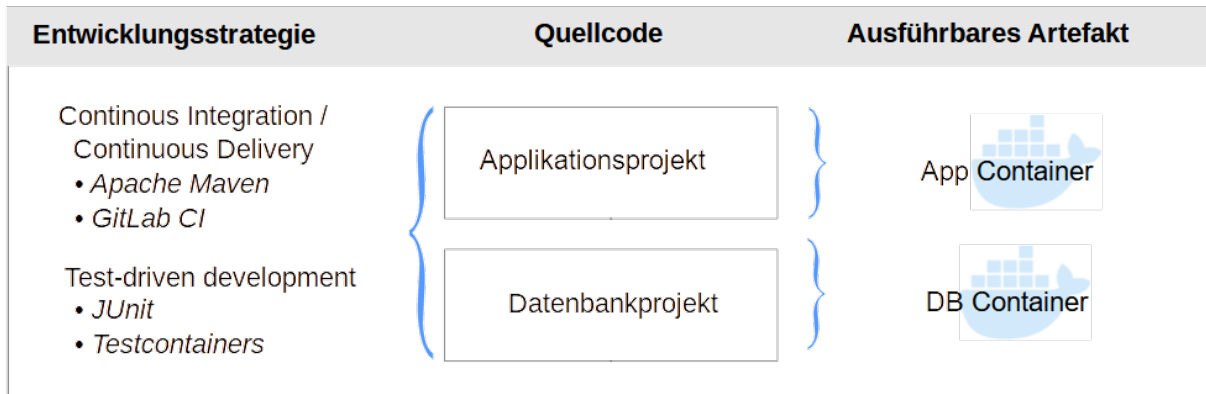 Entwicklungsstrategie
Quellcode
Ausführbares Artefakt
Continous Integration /
Continuous Delivery
• Apache Maven
• GitLab CI
Test-driven development
• JUnit
• Testcontainers
Applikationsprojekt
Datenbankprojekt
App Container
DB Container